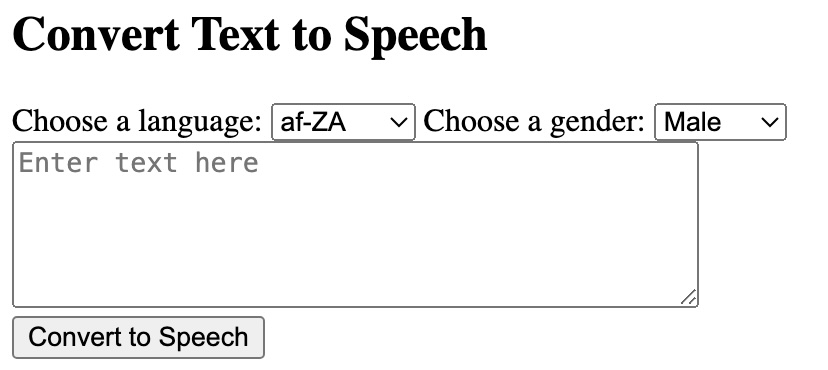 Convert Text to Speech
Choose a language: af-ZA Choose a gender: Male
Enter text here
Convert to Speech